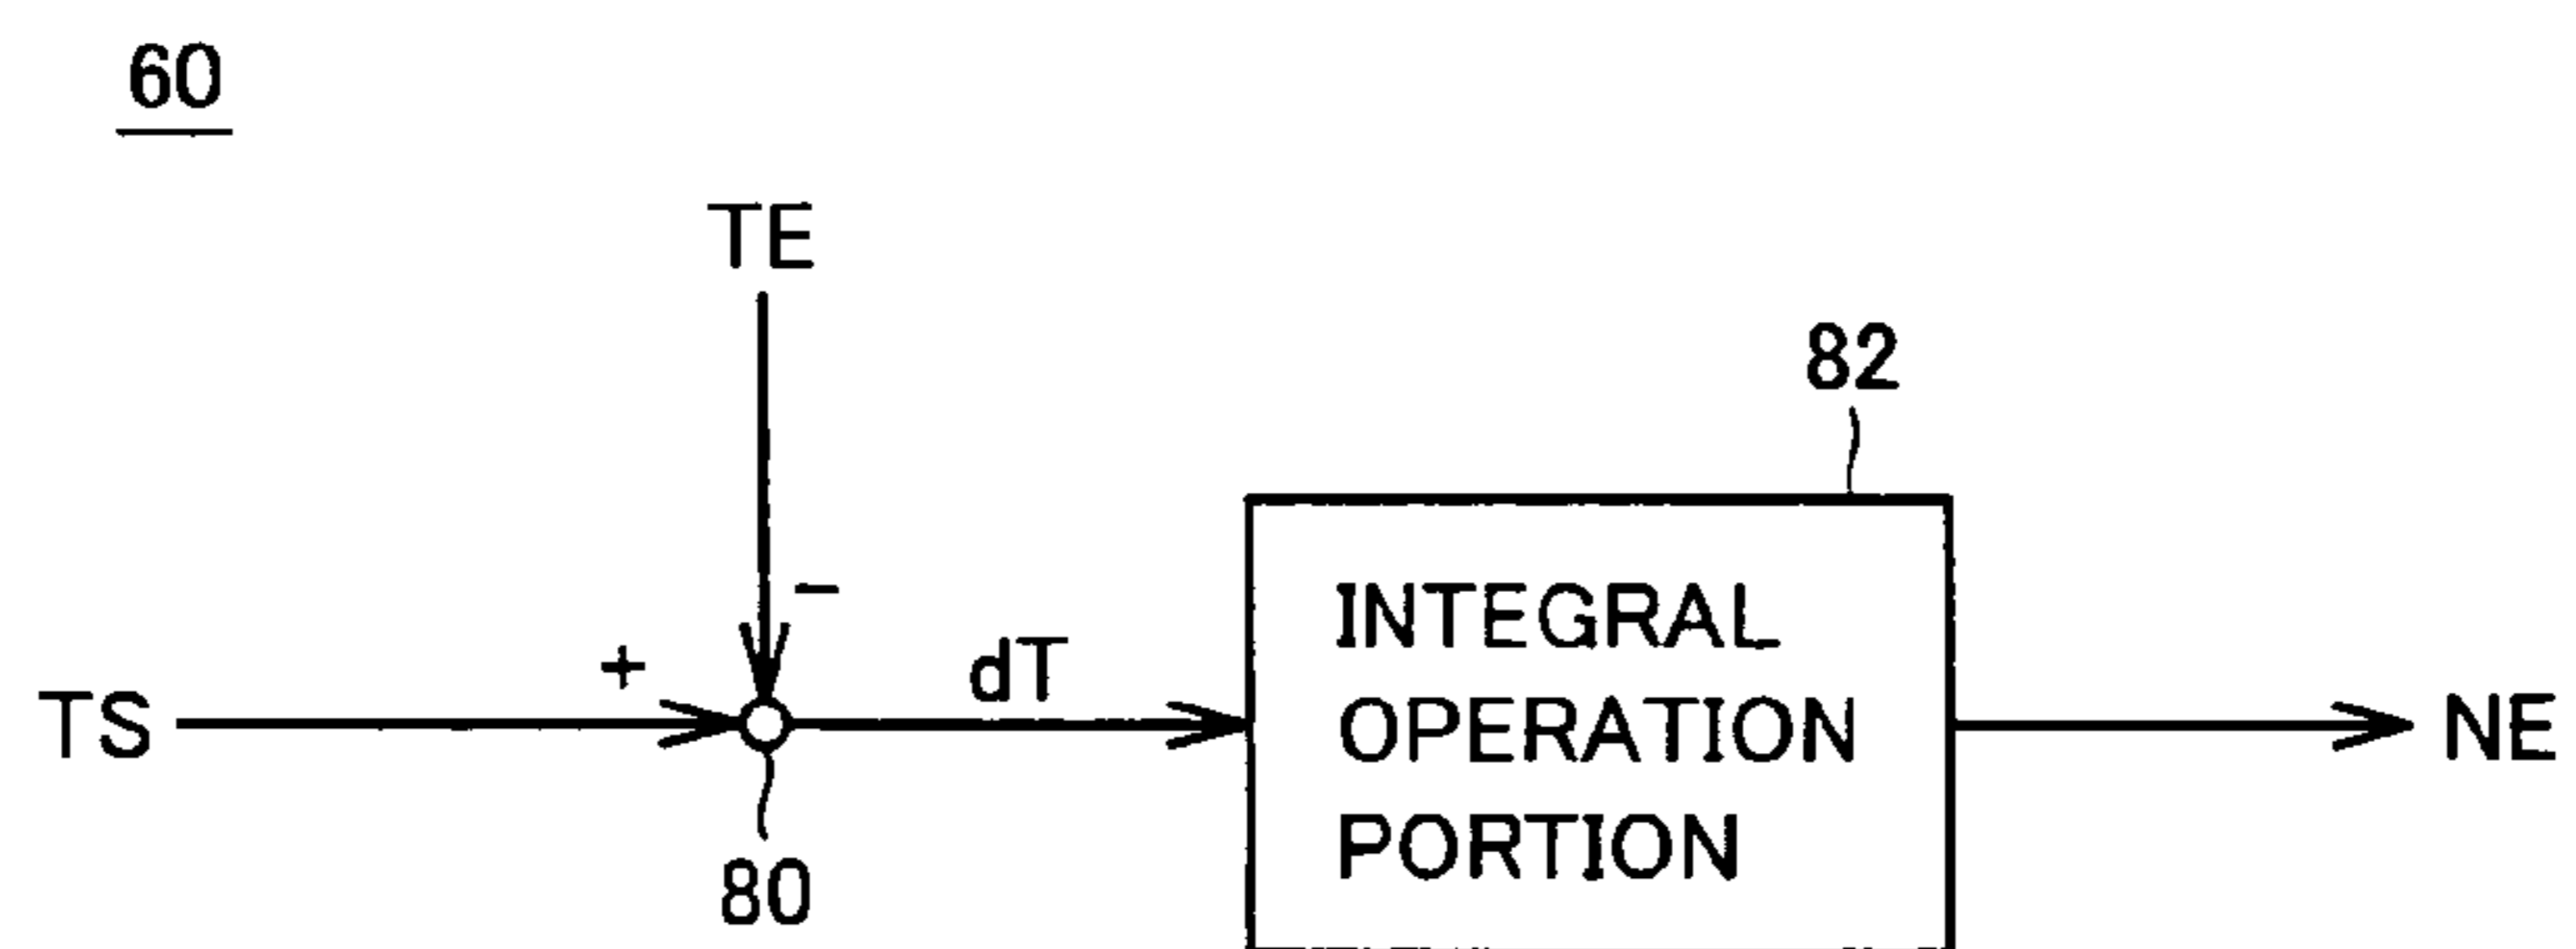 60
TE
82
−
+
dT
TS
INTEGRAL
OPERATION
PORTION
NE
80